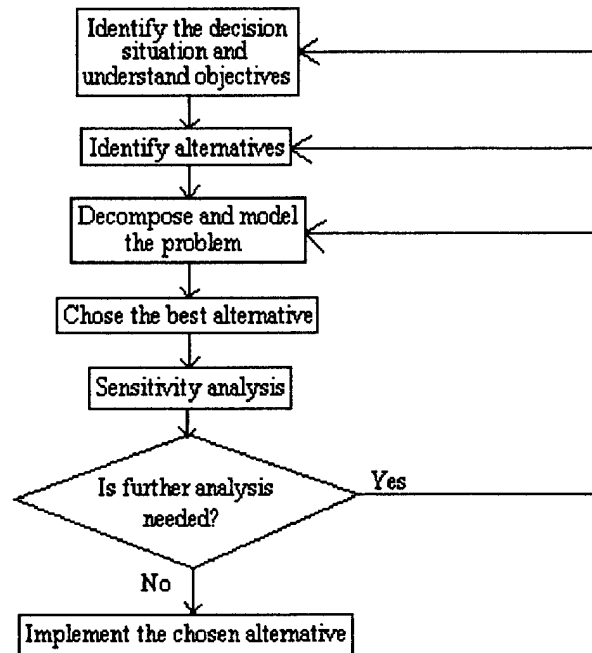 Identify the decision
situation and
understand objectives
Identify alternatives
Decompose and model
the problem
Chose the best alternative
Sensitivity analysis
Is further analysis
needed?
Yes
No
Implement the chosen alternative